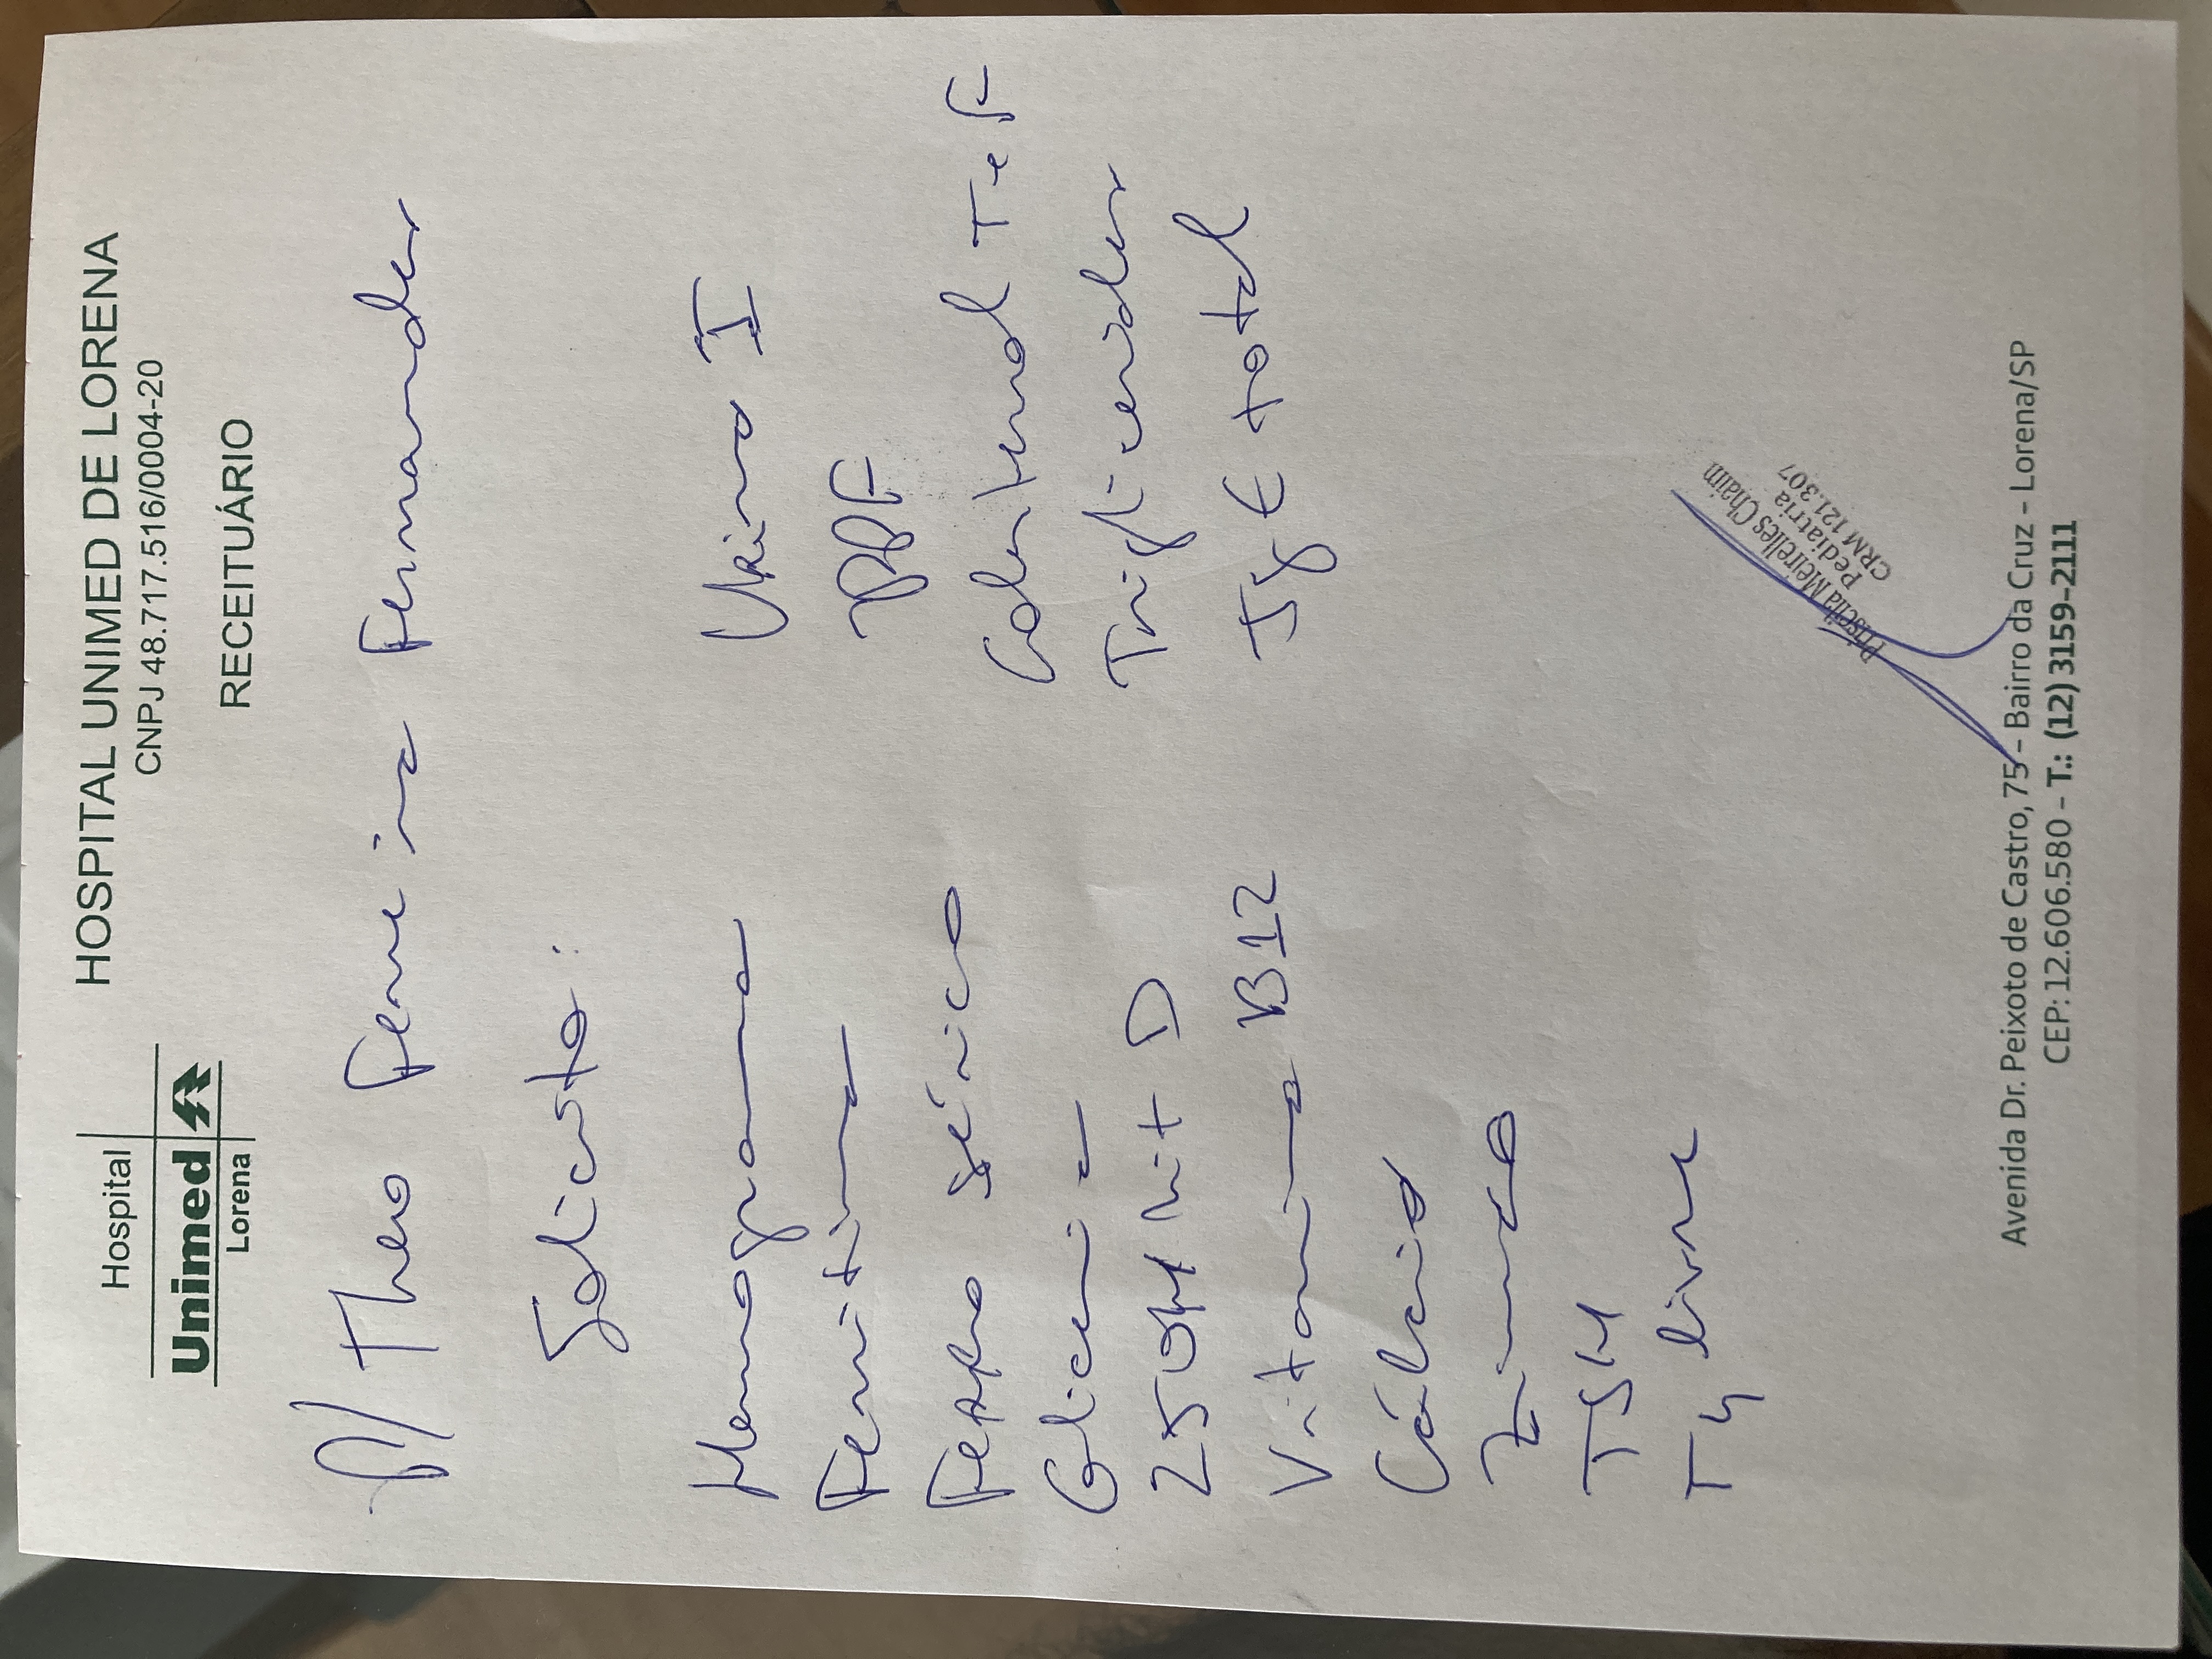 Hospital
Unimed
Lorena
HOSPITAL UNIMED DE LORENA
CNPJ 48.717.516/0004-20
RECEITUÁRIO
P/ Theo Ferreira Fernandes
Solicito:
Hemograma
Ferritina
Ferro sérico
Glicemia
25 OH Vit D
Vitamina B12
Cálcio
Zinco
TSH
T4 livre
Urina I
PPF
Colesterol T e F
Triglicerides
IgE total
Priscila Meirelles Chaim
Pediatria
CRM 121.307
Avenida Dr. Peixoto de Castro, 75 – Bairro da Cruz – Lorena/SP
CEP: 12.606.580 – T.: (12) 3159-2111